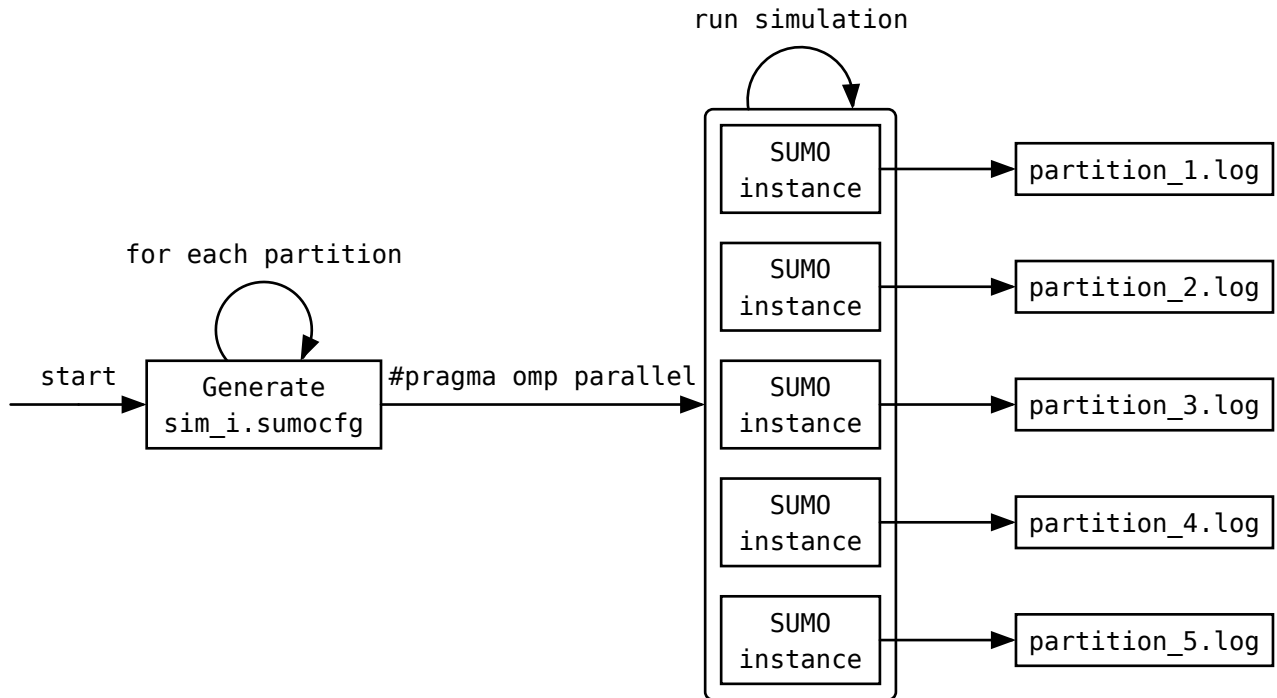 run simulation
SUMO
instance
partition_1.log
for each partition
SUMO
instance
partition_2.log
start
Generate
sim_i.sumocfg
#pragma omp parallel
SUMO
instance
partition_3.log
SUMO
instance
partition_4.log
SUMO
instance
partition_5.log